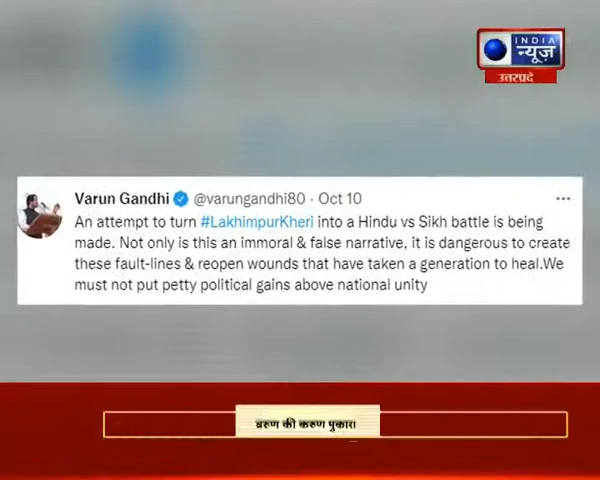 INDIA
न्यूज़
उत्तरप्रदेश
Varun Gandhi @varungandhi80 · Oct 10
An attempt to turn #LakhimpurKheri into a Hindu vs Sikh battle is being
made. Not only is this an immoral & false narrative, it is dangerous to create
these fault-lines & reopen wounds that have taken a generation to heal.We
must not put petty political gains above national unity
वरुण की करुण पुकार!